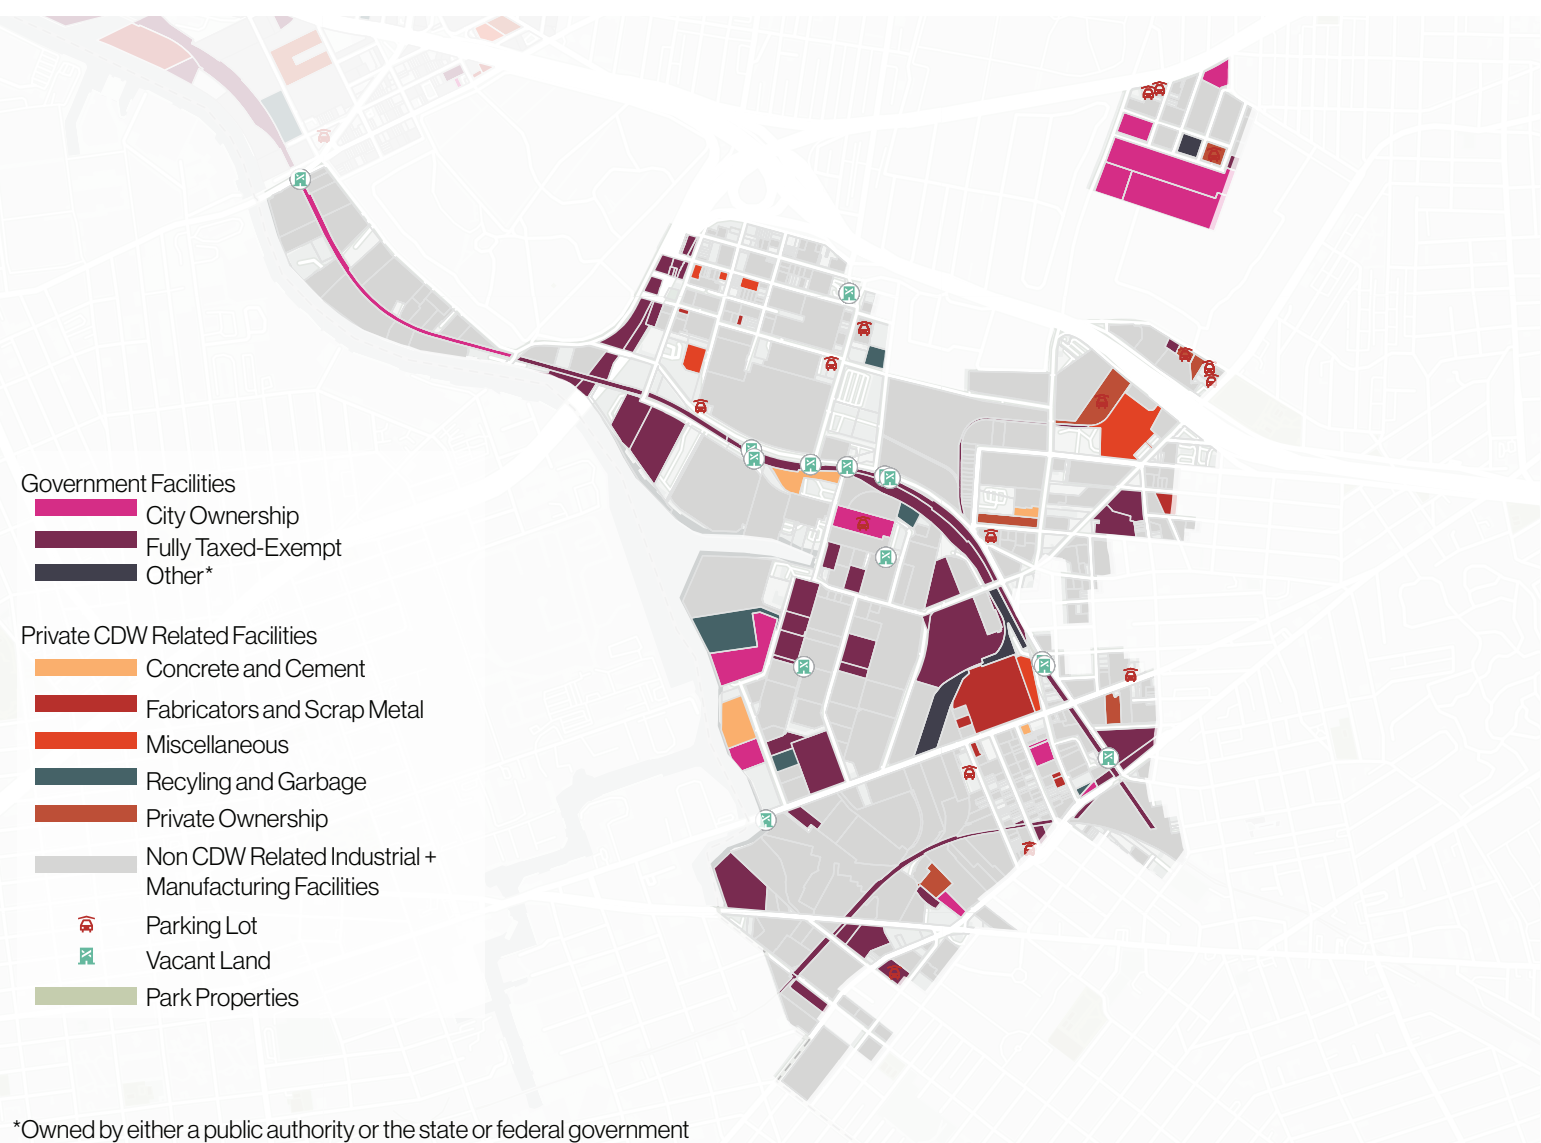 Government Facilities
City Ownership
Fully Taxed-Exempt
Other*
Private CDW Related Facilities
Concrete and Cement
Fabricators and Scrap Metal
Miscellaneous
Recyling and Garbage
Private Ownership
Non CDW Related Industrial +
Manufacturing Facilities
Parking Lot
Vacant Land
Park Properties
*Owned by either a public authority or the state or federal government